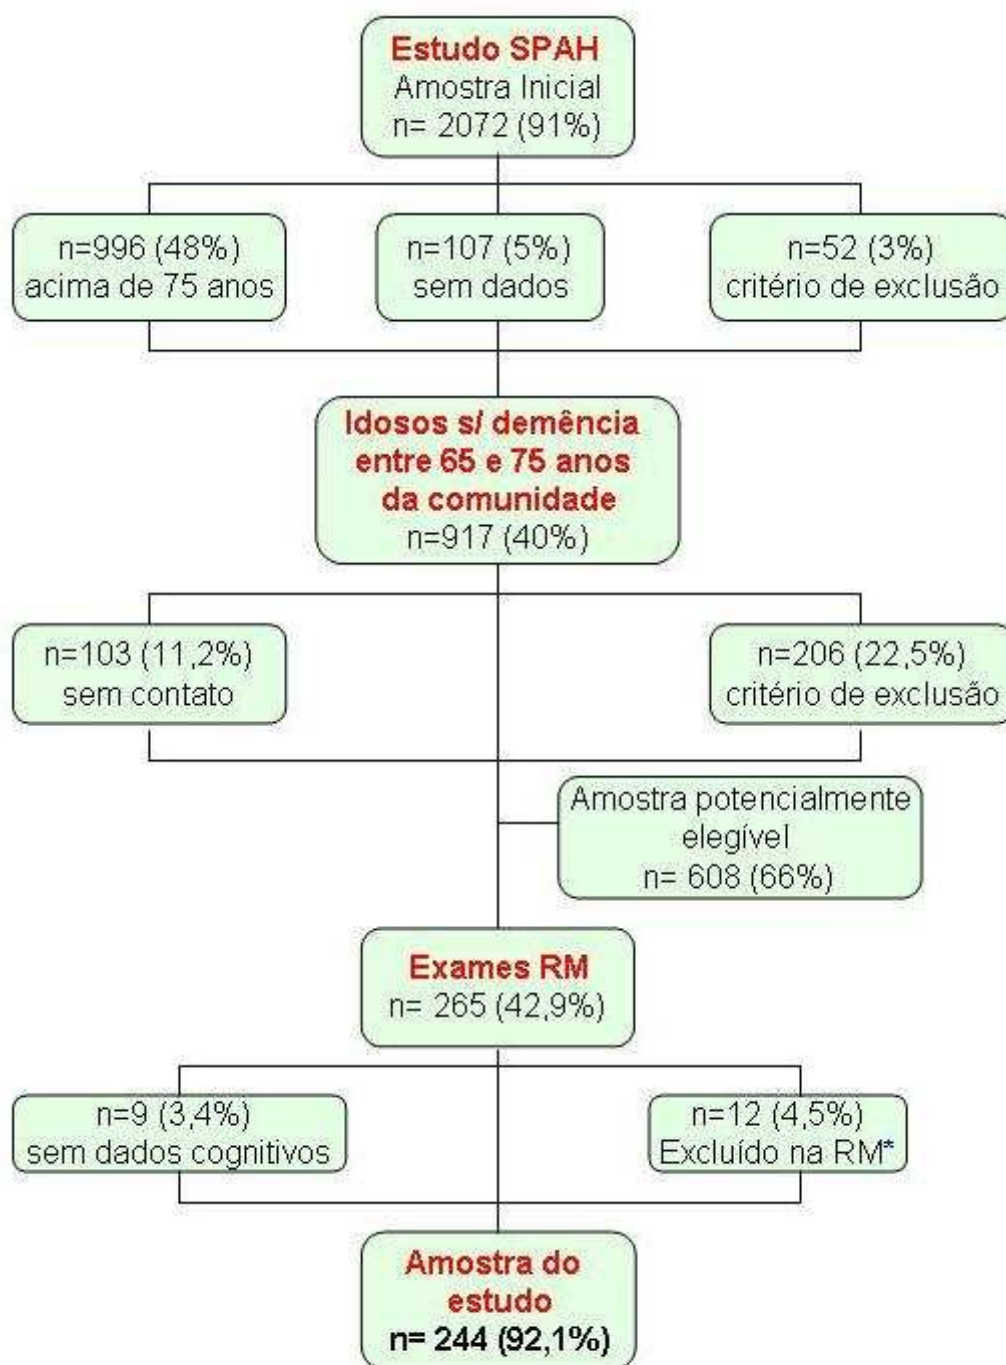 Estudo SPAH
Amostra Inicial
n= 2072 (91%)
n=996 (48%)
acima de 75 anos
n=107 (5%)
sem dados
n=52 (3%)
critério de exclusão
Idosos s/ demência
entre 65 e 75 anos
da comunidade
n=917 (40%)
n=103 (11,2%)
sem contato
n=206 (22,5%)
critério de exclusão
Amostra potencialmente
elegível
n= 608 (66%)
Exames RM
n= 265 (42,9%)
n=9 (3,4%)
sem dados cognitivos
n=12 (4,5%)
Excluído na RM*
Amostra do
estudo
n= 244 (92,1%)